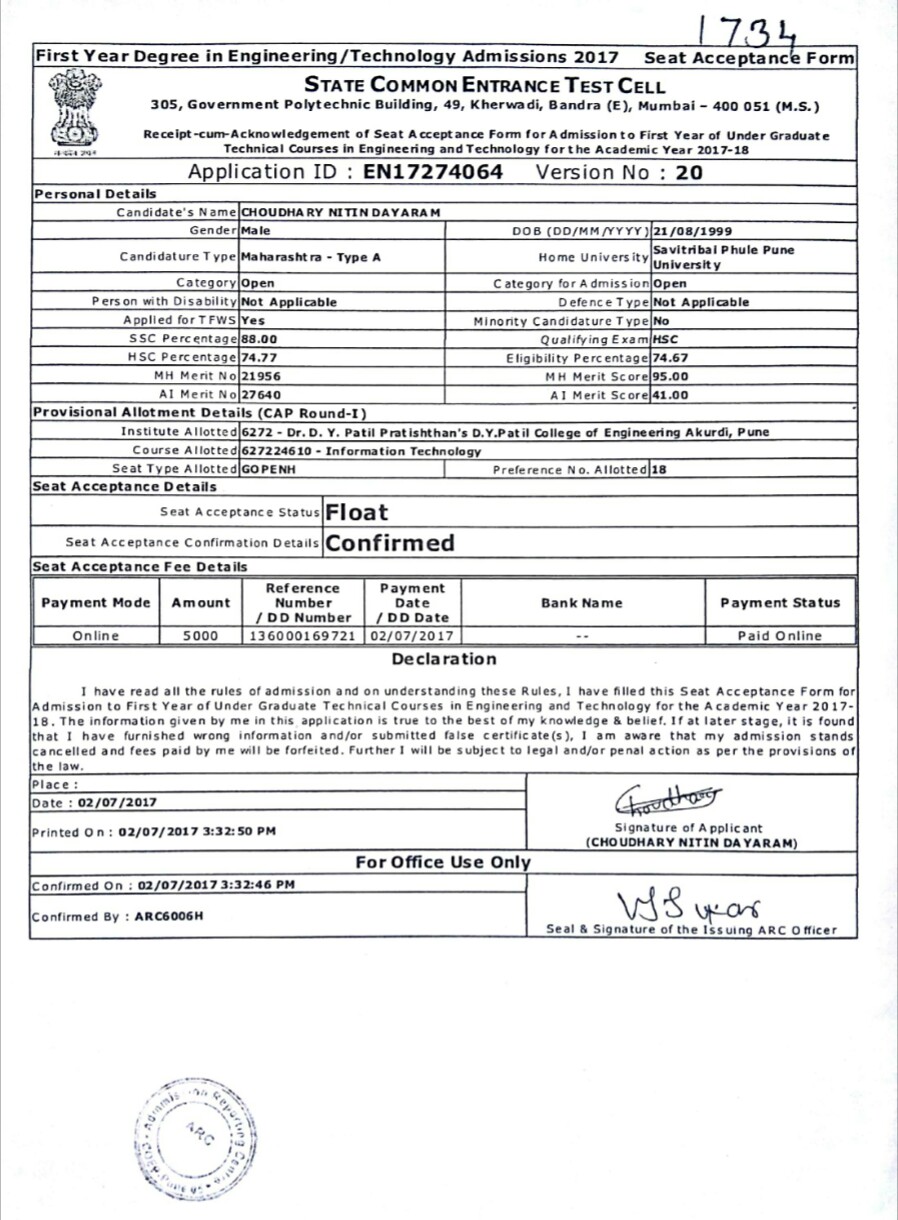 1734
First Year Degree in Engineering/Technology Admissions 2017 Seat Acceptance Form
STATE COMMON ENTRANCE TEST CELL
305, Government Polytechnic Building, 49, Kherwadi, Bandra (E), Mumbai – 400 051 (M.S.)
Receipt-cum-Acknowledgement of Seat Acceptance Form for Admission to First Year of Under Graduate
Technical Courses in Engineering and Technology for the Academic Year 2017-18
Application ID : EN17274064 Version No : 20
Personal Details
Candidate's Name CHOUDHARY NITIN DAYARAM
Gender Male DOB (DD/MM/YYYY) 21/08/1999
Candidature Type Maharashtra - Type A Home University Savitribai Phule Pune
University
Category Open Category for Admission Open
Person with Disability Not Applicable Defence Type Not Applicable
Applied for TFWS Yes Minority Candidature Type No
SSC Percentage 88.00 Qualifying Exam HSC
HSC Percentage 74.77 Eligibility Percentage 74.67
MH Merit No 21956 MH Merit Score 95.00
AI Merit No 27640 AI Merit Score 41.00
Provisional Allotment Details (CAP Round-I)
Institute Allotted 6272 - Dr. D. Y. Patil Pratishthan's D.Y.Patil College of Engineering Akurdi, Pune
Course Allotted 627224610 - Information Technology
Seat Type Allotted GOPENH Preference No. Allotted 18
Seat Acceptance Details
Seat Acceptance Status Float
Seat Acceptance Confirmation Details Confirmed
Seat Acceptance Fee Details
Payment Mode Amount Reference Number / DD Number Payment Date / DD Date Bank Name Payment Status
Online 5000 136000169721 02/07/2017 -- Paid Online
Declaration
I have read all the rules of admission and on understanding these Rules, I have filled this Seat Acceptance Form for
Admission to First Year of Under Graduate Technical Courses in Engineering and Technology for the Academic Year 2017-
18. The information given by me in this application is true to the best of my knowledge & belief. If at later stage, it is found
that I have furnished wrong information and/or submitted false certificate(s), I am aware that my admission stands
cancelled and fees paid by me will be forfeited. Further I will be subject to legal and/or penal action as per the provisions of
the law.
Place :
Date : 02/07/2017
Printed On : 02/07/2017 3:32:50 PM
Choudhary
Signature of Applicant
(CHOUDHARY NITIN DAYARAM)
For Office Use Only
Confirmed On : 02/07/2017 3:32:46 PM
Confirmed By : ARC6006H
Seal & Signature of the Issuing ARC Officer
Admission Reporting Centre
ARC